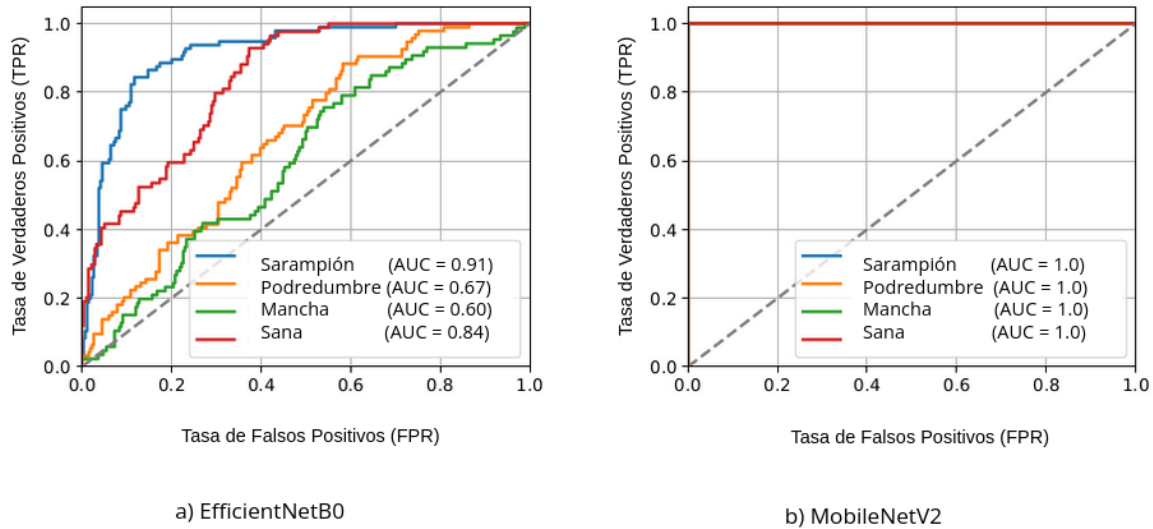 1.0
0.8
0.6
0.4
0.2
0.0
Tasa de Verdaderos Positivos (TPR)
Sarampión (AUC = 0.91)
Podredumbre (AUC = 0.67)
Mancha (AUC = 0.60)
Sana (AUC = 0.84)
0.0 0.2 0.4 0.6 0.8 1.0
Tasa de Falsos Positivos (FPR)
a) EfficientNetB0
1.0
0.8
0.6
0.4
0.2
0.0
Tasa de Verdaderos Positivos (TPR)
Sarampión (AUC = 1.0)
Podredumbre (AUC = 1.0)
Mancha (AUC = 1.0)
Sana (AUC = 1.0)
0.0 0.2 0.4 0.6 0.8 1.0
Tasa de Falsos Positivos (FPR)
b) MobileNetV2